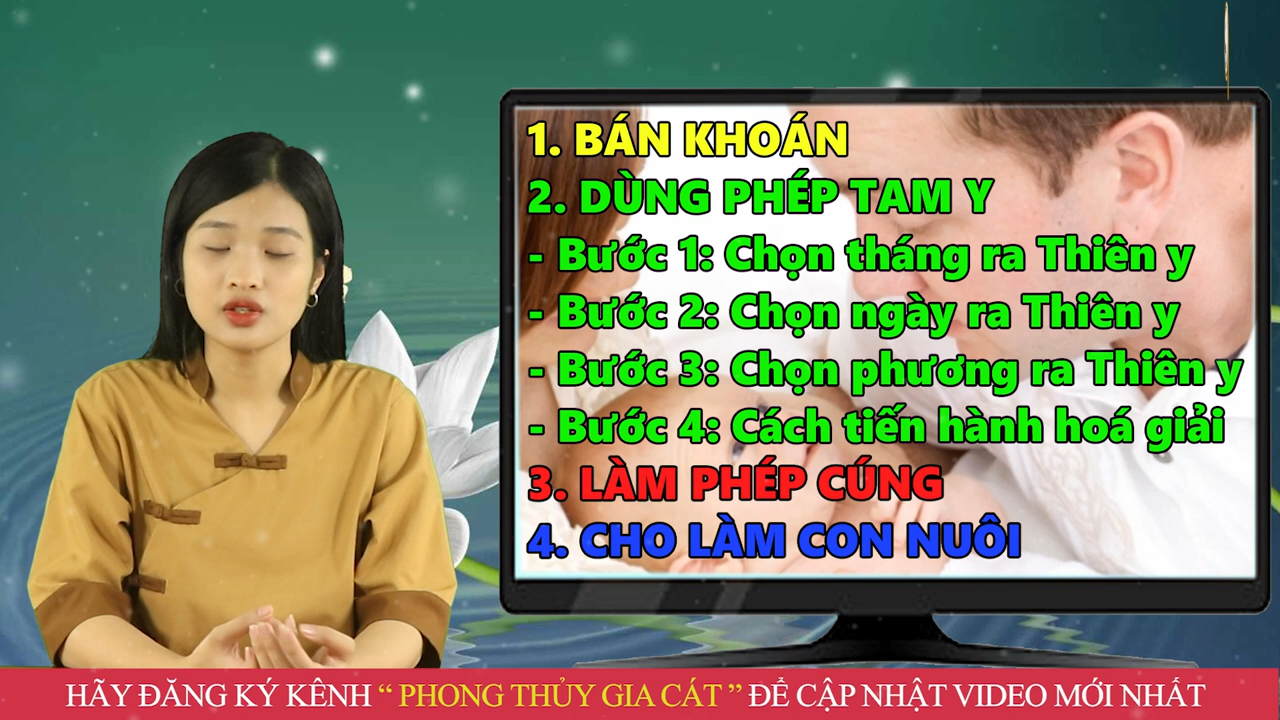 1. BÁN KHOÁN
2. DÙNG PHÉP TAM Y
- Bước 1: Chọn tháng ra Thiên y
- Bước 2: Chọn ngày ra Thiên y
- Bước 3: Chọn phương ra Thiên y
- Bước 4: Cách tiến hành hoá giải
3. LÀM PHÉP CÚNG
4. CHO LÀM CON NUÔI
HÃY ĐĂNG KÝ KÊNH “ PHONG THỦY GIA CÁT ” ĐỂ CẬP NHẬT VIDEO MỚI NHẤT